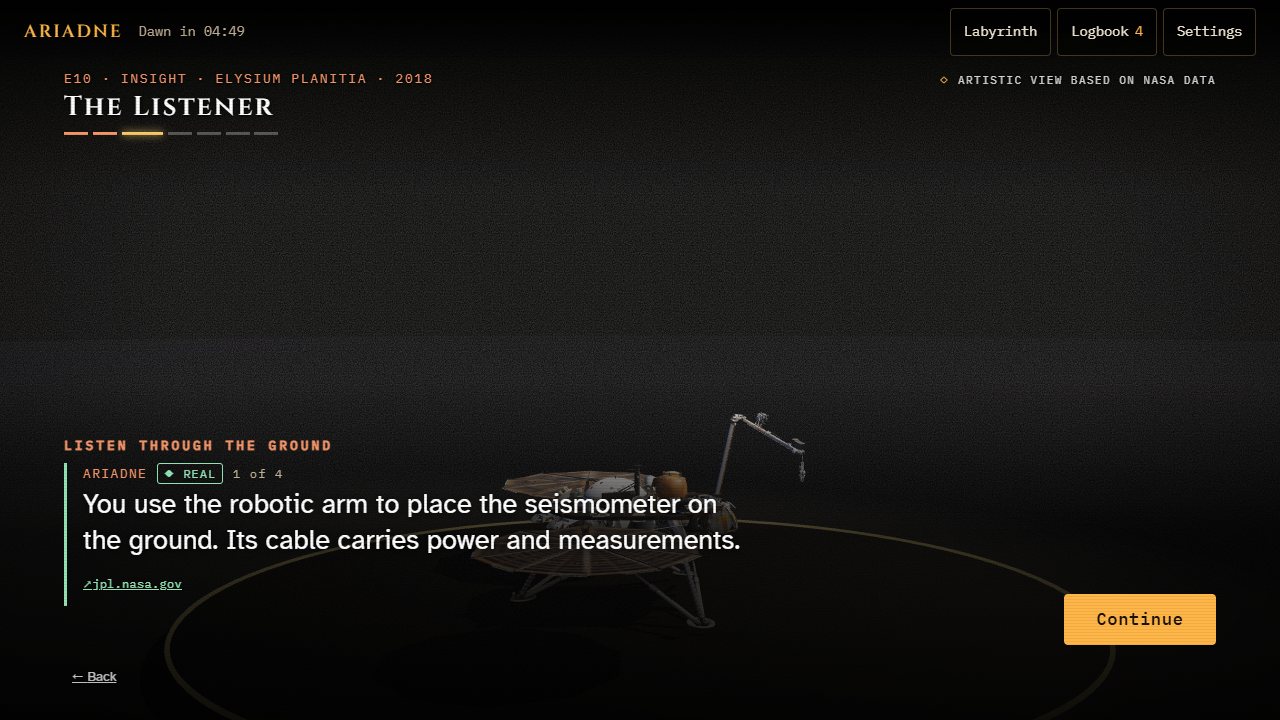 ARIADNE Dawn in 04:49 Labyrinth Logbook 4 Settings
E10 · INSIGHT · ELYSIUM PLANITIA · 2018
◇ ARTISTIC VIEW BASED ON NASA DATA
The Listener
LISTEN THROUGH THE GROUND
ARIADNE ◆ REAL 1 of 4
You use the robotic arm to place the seismometer on
the ground. Its cable carries power and measurements.
↗jpl.nasa.gov
Continue
← Back